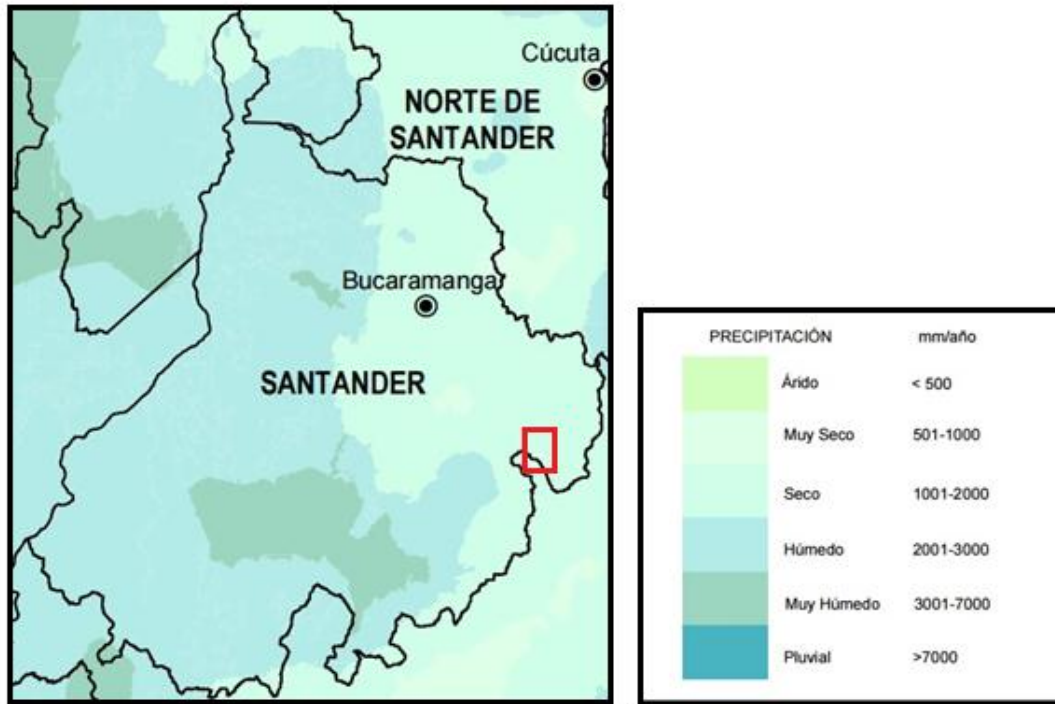 Cúcuta
NORTE DE
SANTANDER
Bucaramanga
SANTANDER
PRECIPITACIÓN mm/año
Árido < 500
Muy Seco 501-1000
Seco 1001-2000
Húmedo 2001-3000
Muy Húmedo 3001-7000
Pluvial >7000